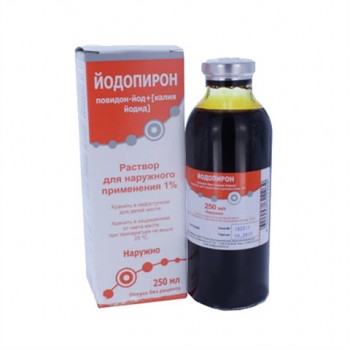 ЙОДОПИРОН
повидон-йод+[калия
йодид]
Раствор
для наружного
применения 1%
Хранить в недоступном
для детей месте.
Хранить в защищенном
от света месте
при температуре не выше
25 °С.
Наружно
250 мл
Отпуск без рецепта
ЙОДОПИРОН
250 мл
Наружно